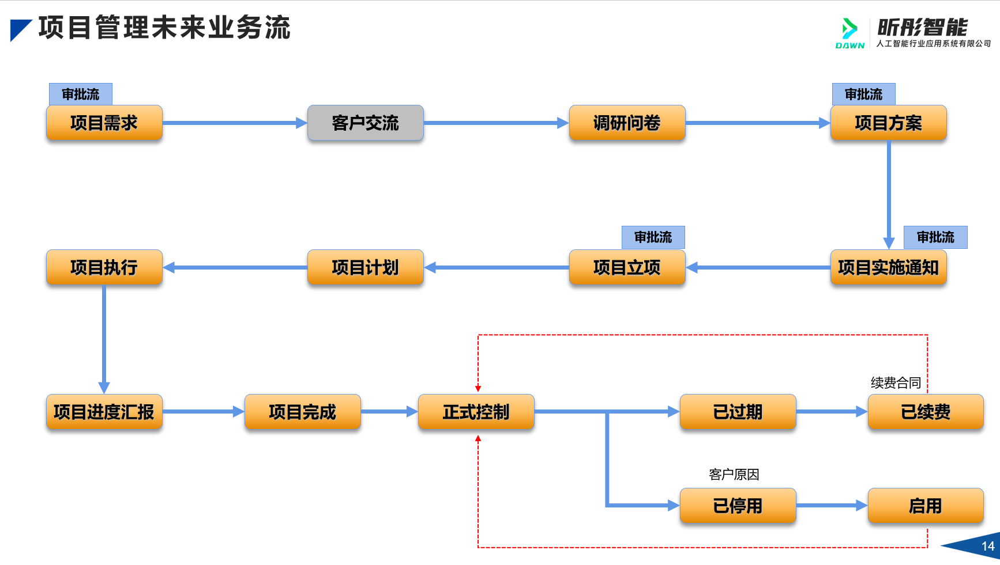 项目管理未来业务流
DAWN
昕彤智能
人工智能行业应用系统有限公司
审批流
审批流
项目需求
客户交流
调研问卷
项目方案
审批流
审批流
项目执行
项目计划
项目立项
项目实施通知
续费合同
项目进度汇报
项目完成
正式控制
已过期
已续费
客户原因
已停用
启用
14